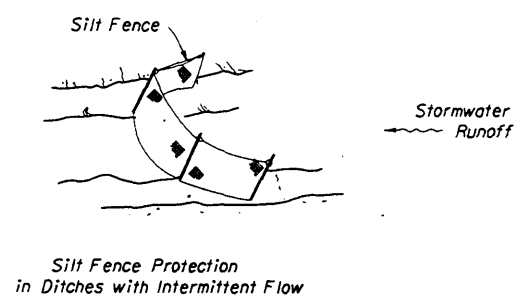 Silt Fence
Stormwater
Runoff
Silt Fence Protection
in Ditches with Intermittent Flow